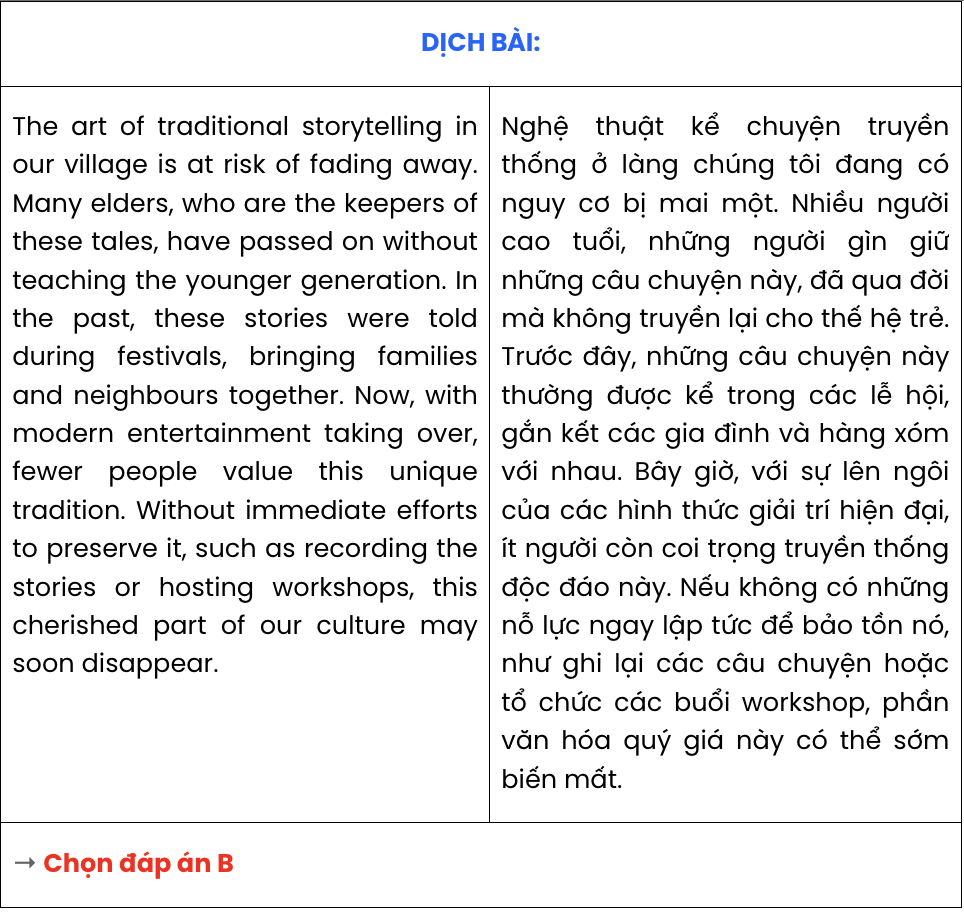 DỊCH BÀI:
The art of traditional storytelling in
our village is at risk of fading away.
Many elders, who are the keepers of
these tales, have passed on without
teaching the younger generation. In
the past, these stories were told
during festivals, bringing families
and neighbours together. Now, with
modern entertainment taking over,
fewer people value this unique
tradition. Without immediate efforts
to preserve it, such as recording the
stories or hosting workshops, this
cherished part of our culture may
soon disappear.
Nghệ thuật kể chuyện truyền
thống ở làng chúng tôi đang có
nguy cơ bị mai một. Nhiều người
cao tuổi, những người gìn giữ
những câu chuyện này, đã qua đời
mà không truyền lại cho thế hệ trẻ.
Trước đây, những câu chuyện này
thường được kể trong các lễ hội,
gắn kết các gia đình và hàng xóm
với nhau. Bây giờ, với sự lên ngôi
của các hình thức giải trí hiện đại,
ít người còn coi trọng truyền thống
độc đáo này. Nếu không có những
nỗ lực ngay lập tức để bảo tồn nó,
như ghi lại các câu chuyện hoặc
tổ chức các buổi workshop, phần
văn hóa quý giá này có thể sớm
biến mất.
→ Chọn đáp án B